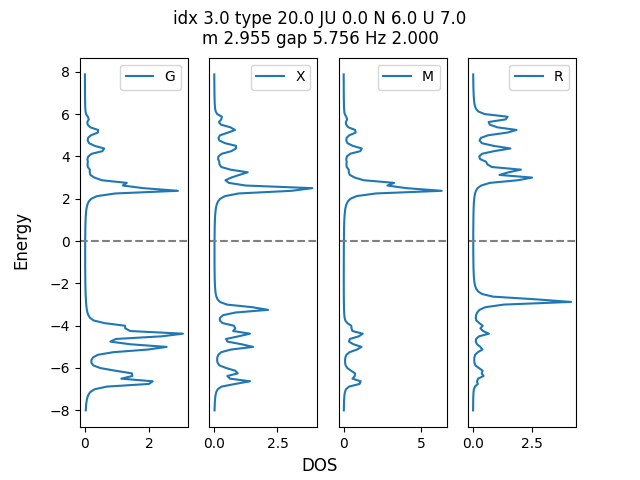 idx 3.0 type 20.0 JU 0.0 N 6.0 U 7.0
m 2.955 gap 5.756 Hz 2.000
G
X
M
R
8
6
4
2
0
−2
−4
−6
−8
Energy
0 2
0.0 2.5
0 5
0.0 2.5
DOS